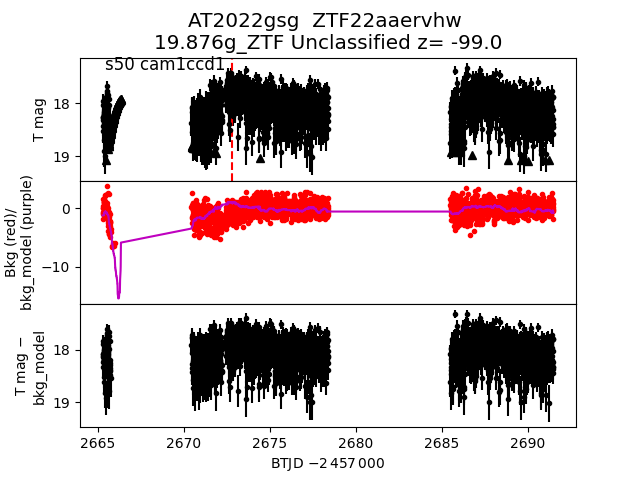 AT2022gsg  ZTF22aaervhw
19.876g_ZTF Unclassified z= -99.0
s50 cam1ccd1
T mag
18
19
Bkg (red)/
bkg_model (purple)
0
−10
T mag −
bkg_model
18
19
2665
2670
2675
2680
2685
2690
BTJD −2 457 000